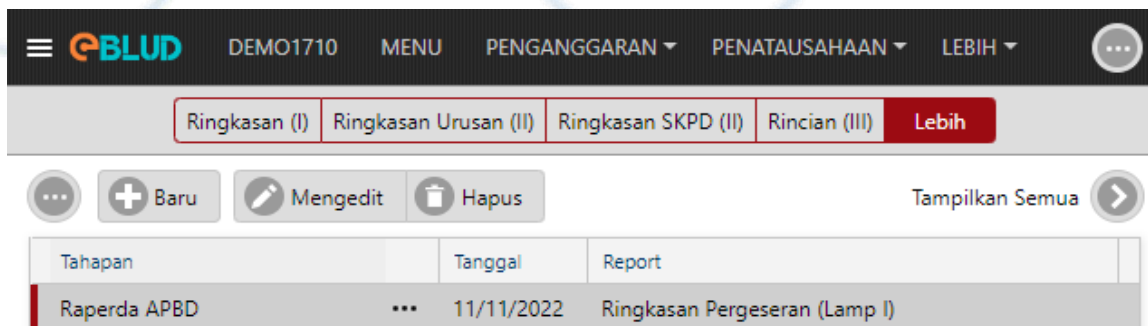 eBLUD DEMO1710 MENU PENGANGGARAN PENATAUSAHAAN LEBIH
Ringkasan (I) Ringkasan Urusan (II) Ringkasan SKPD (II) Rincian (III) Lebih
Baru Mengedit Hapus Tampilkan Semua
Tahapan Tanggal Report
Raperda APBD ••• 11/11/2022 Ringkasan Pergeseran (Lamp I)